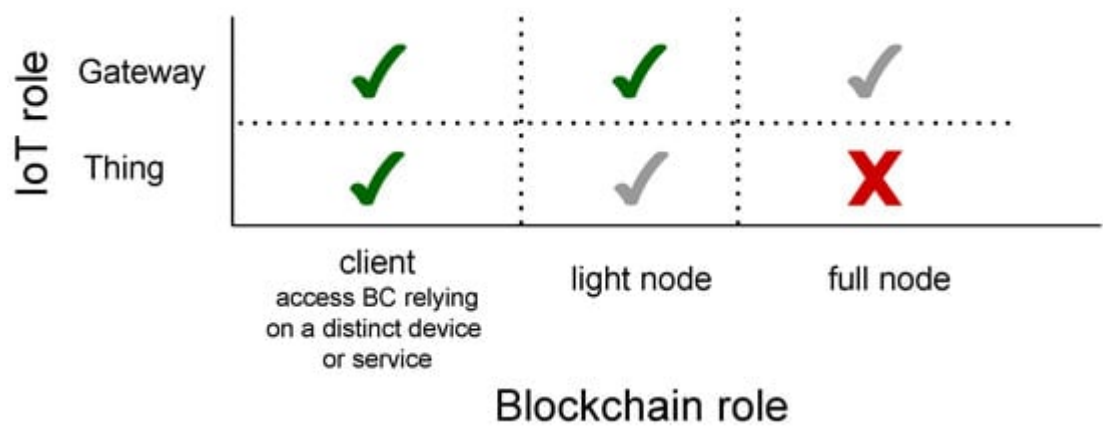 IoT role
Gateway
Thing
client
access BC relying
on a distinct device
or service
light node
full node
Blockchain role